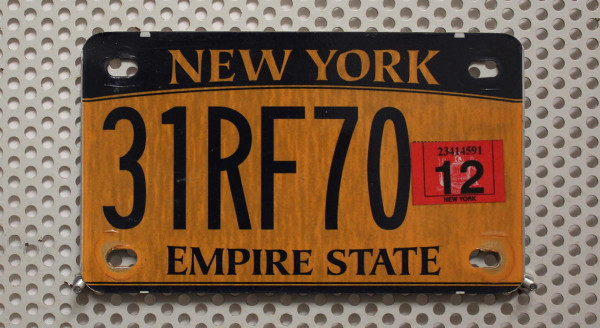 NEW YORK
31RF70
23414591
12
NEW YORK
EMPIRE STATE